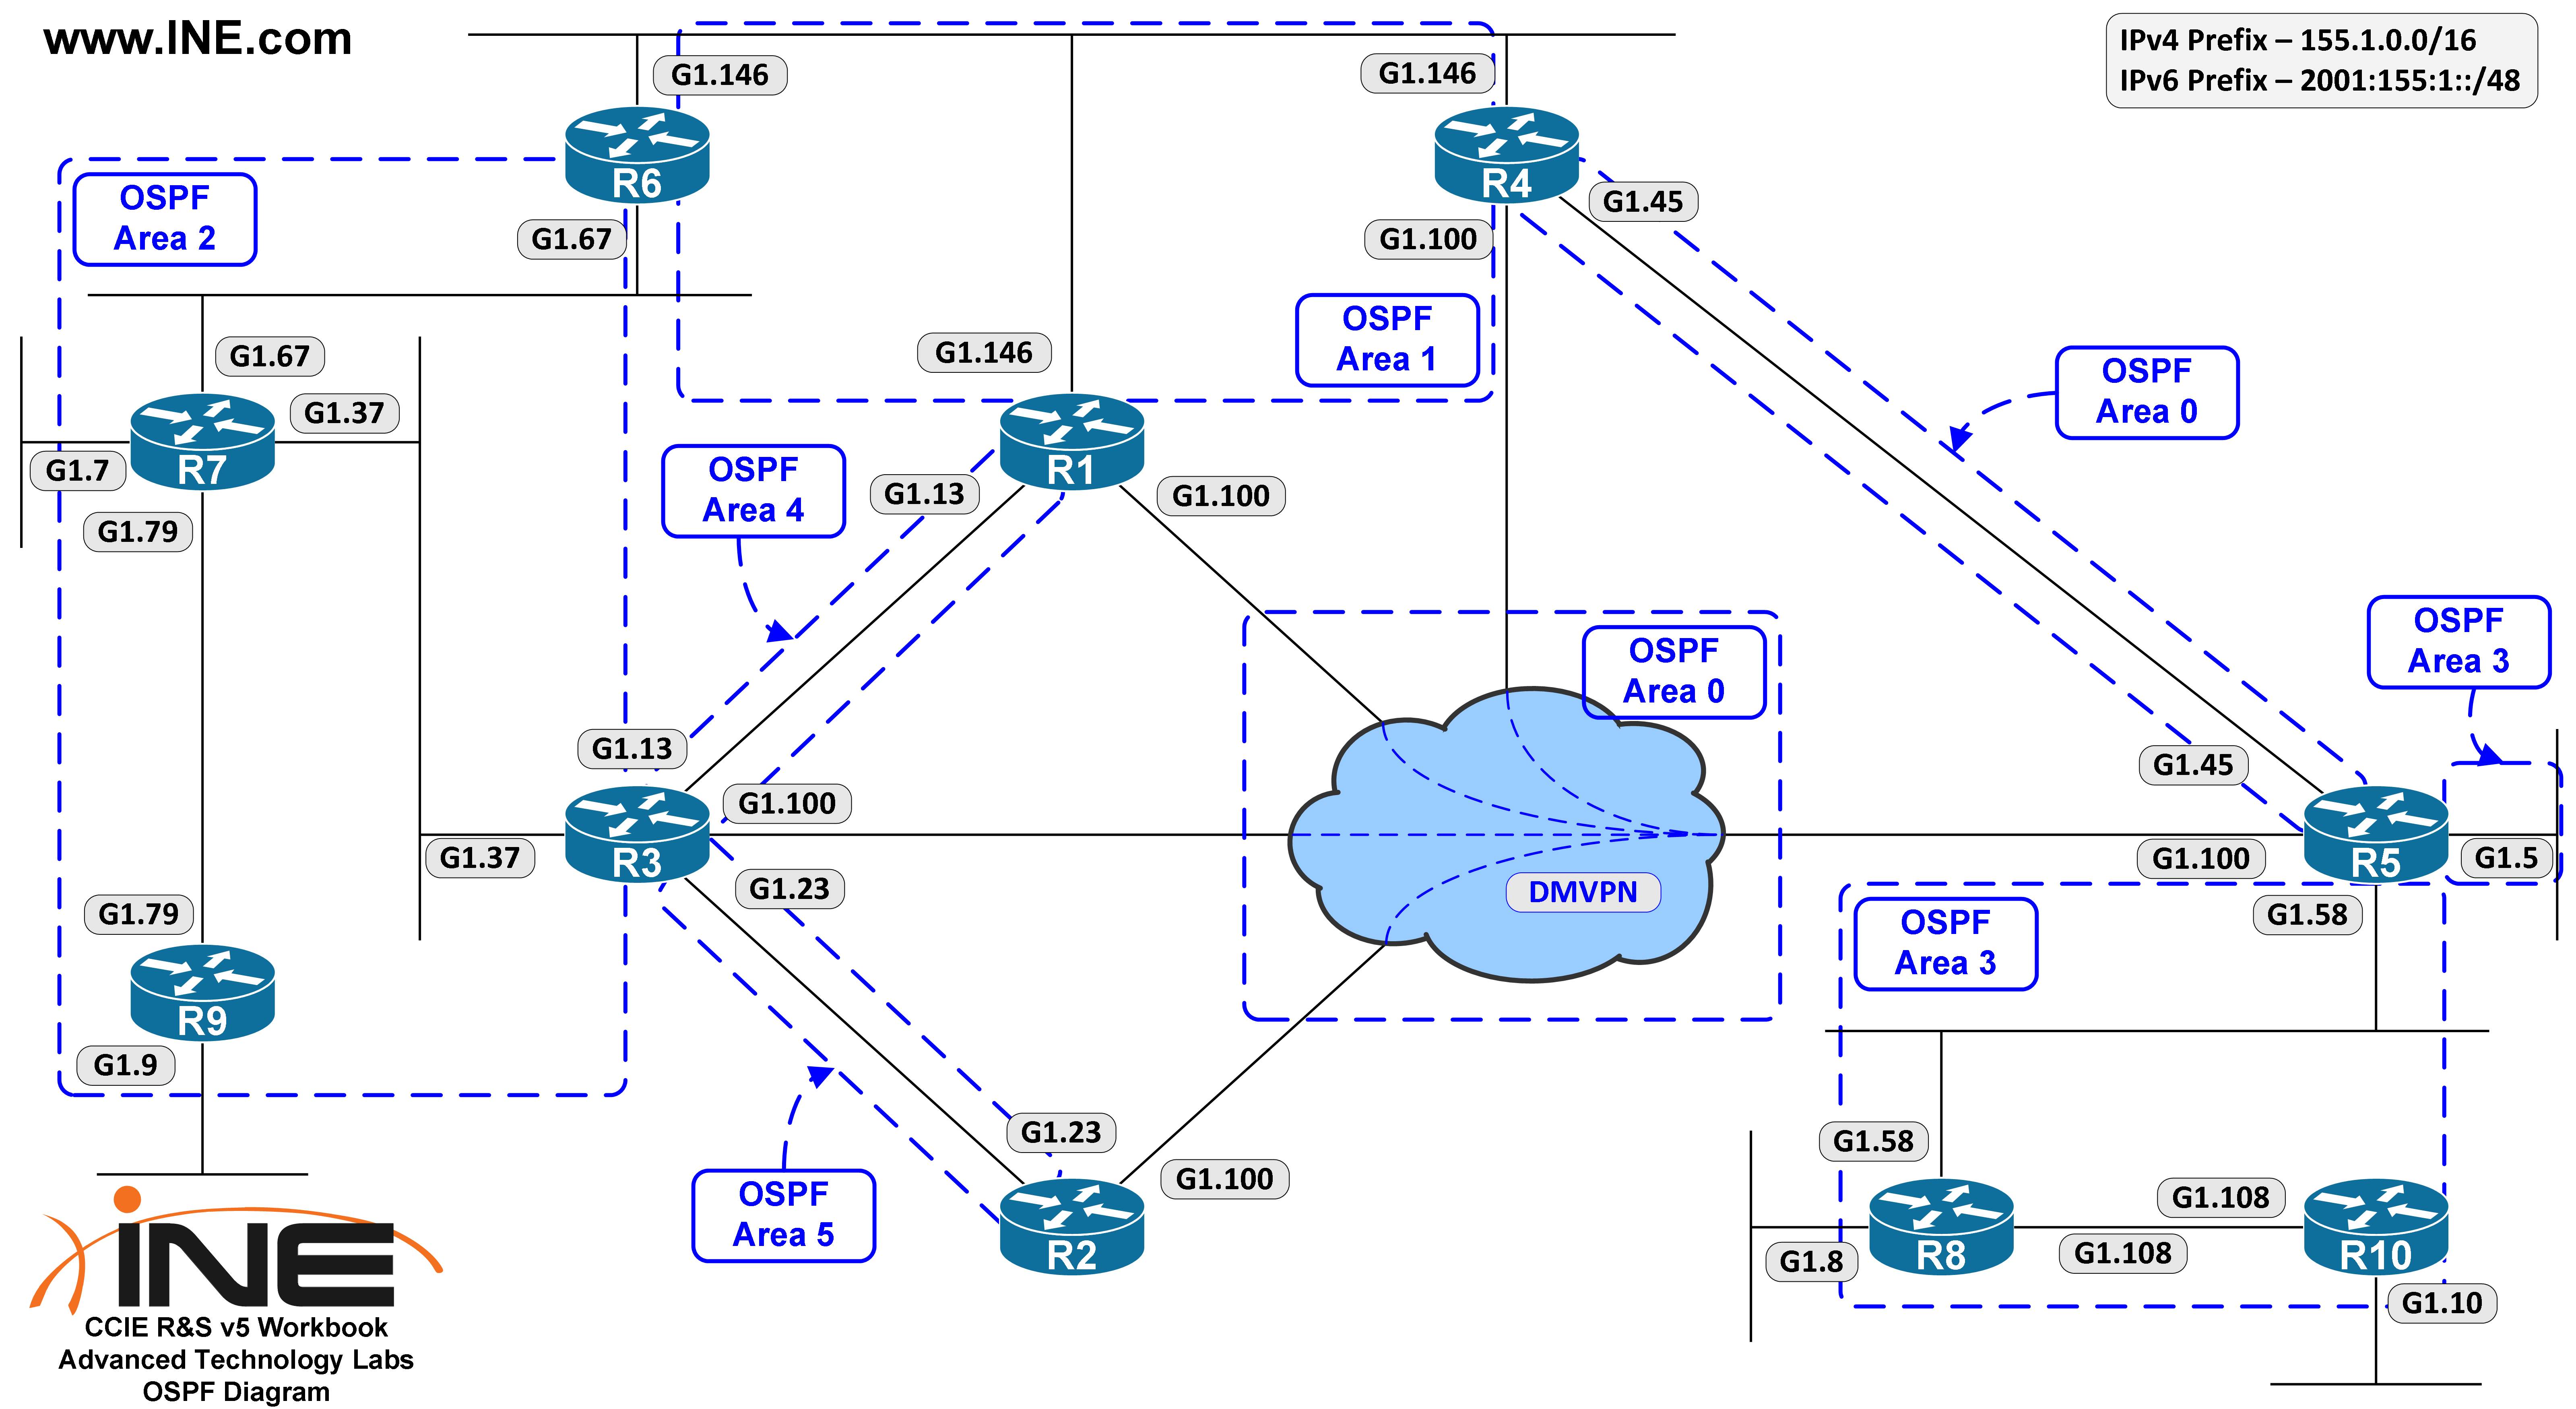 www.INE.com
IPv4 Prefix – 155.1.0.0/16
IPv6 Prefix – 2001:155:1::/48
G1.146
G1.146
R6
R4
OSPF
Area 2
G1.45
G1.67
G1.100
OSPF
Area 1
G1.67
G1.146
OSPF
Area 0
G1.37
R7
R1
G1.7
OSPF
Area 4
G1.13
G1.100
G1.79
OSPF
Area 0
OSPF
Area 3
G1.13
G1.45
G1.100
R3
R5
G1.37
G1.100
G1.5
G1.23
DMVPN
G1.79
G1.58
OSPF
Area 3
R9
G1.9
G1.23
G1.58
G1.100
OSPF
Area 5
G1.108
R2
R8
R10
G1.8
G1.108
G1.10
iNE
CCIE R&S v5 Workbook
Advanced Technology Labs
OSPF Diagram